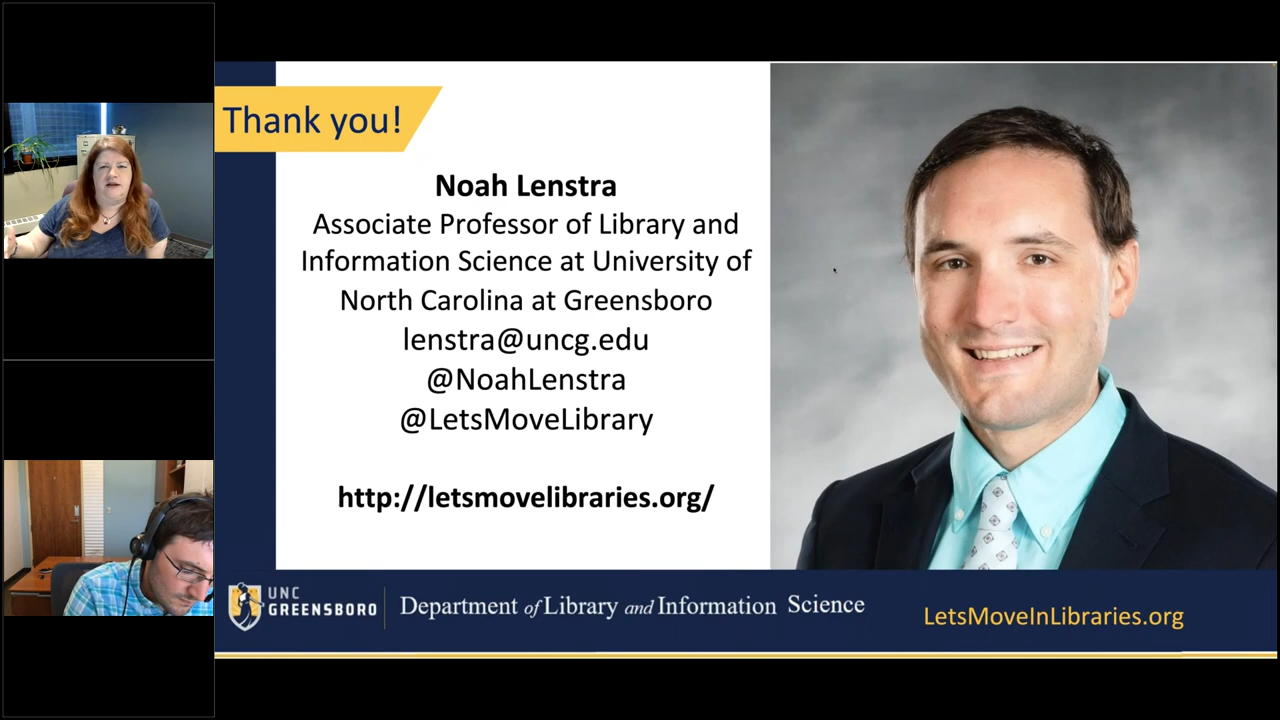 Thank you!
Noah Lenstra
Associate Professor of Library and
Information Science at University of
North Carolina at Greensboro
lenstra@uncg.edu
@NoahLenstra
@LetsMoveLibrary
http://letsmovelibraries.org/
UNC
GREENSBORO
Department of Library and Information Science
LetsMoveInLibraries.org